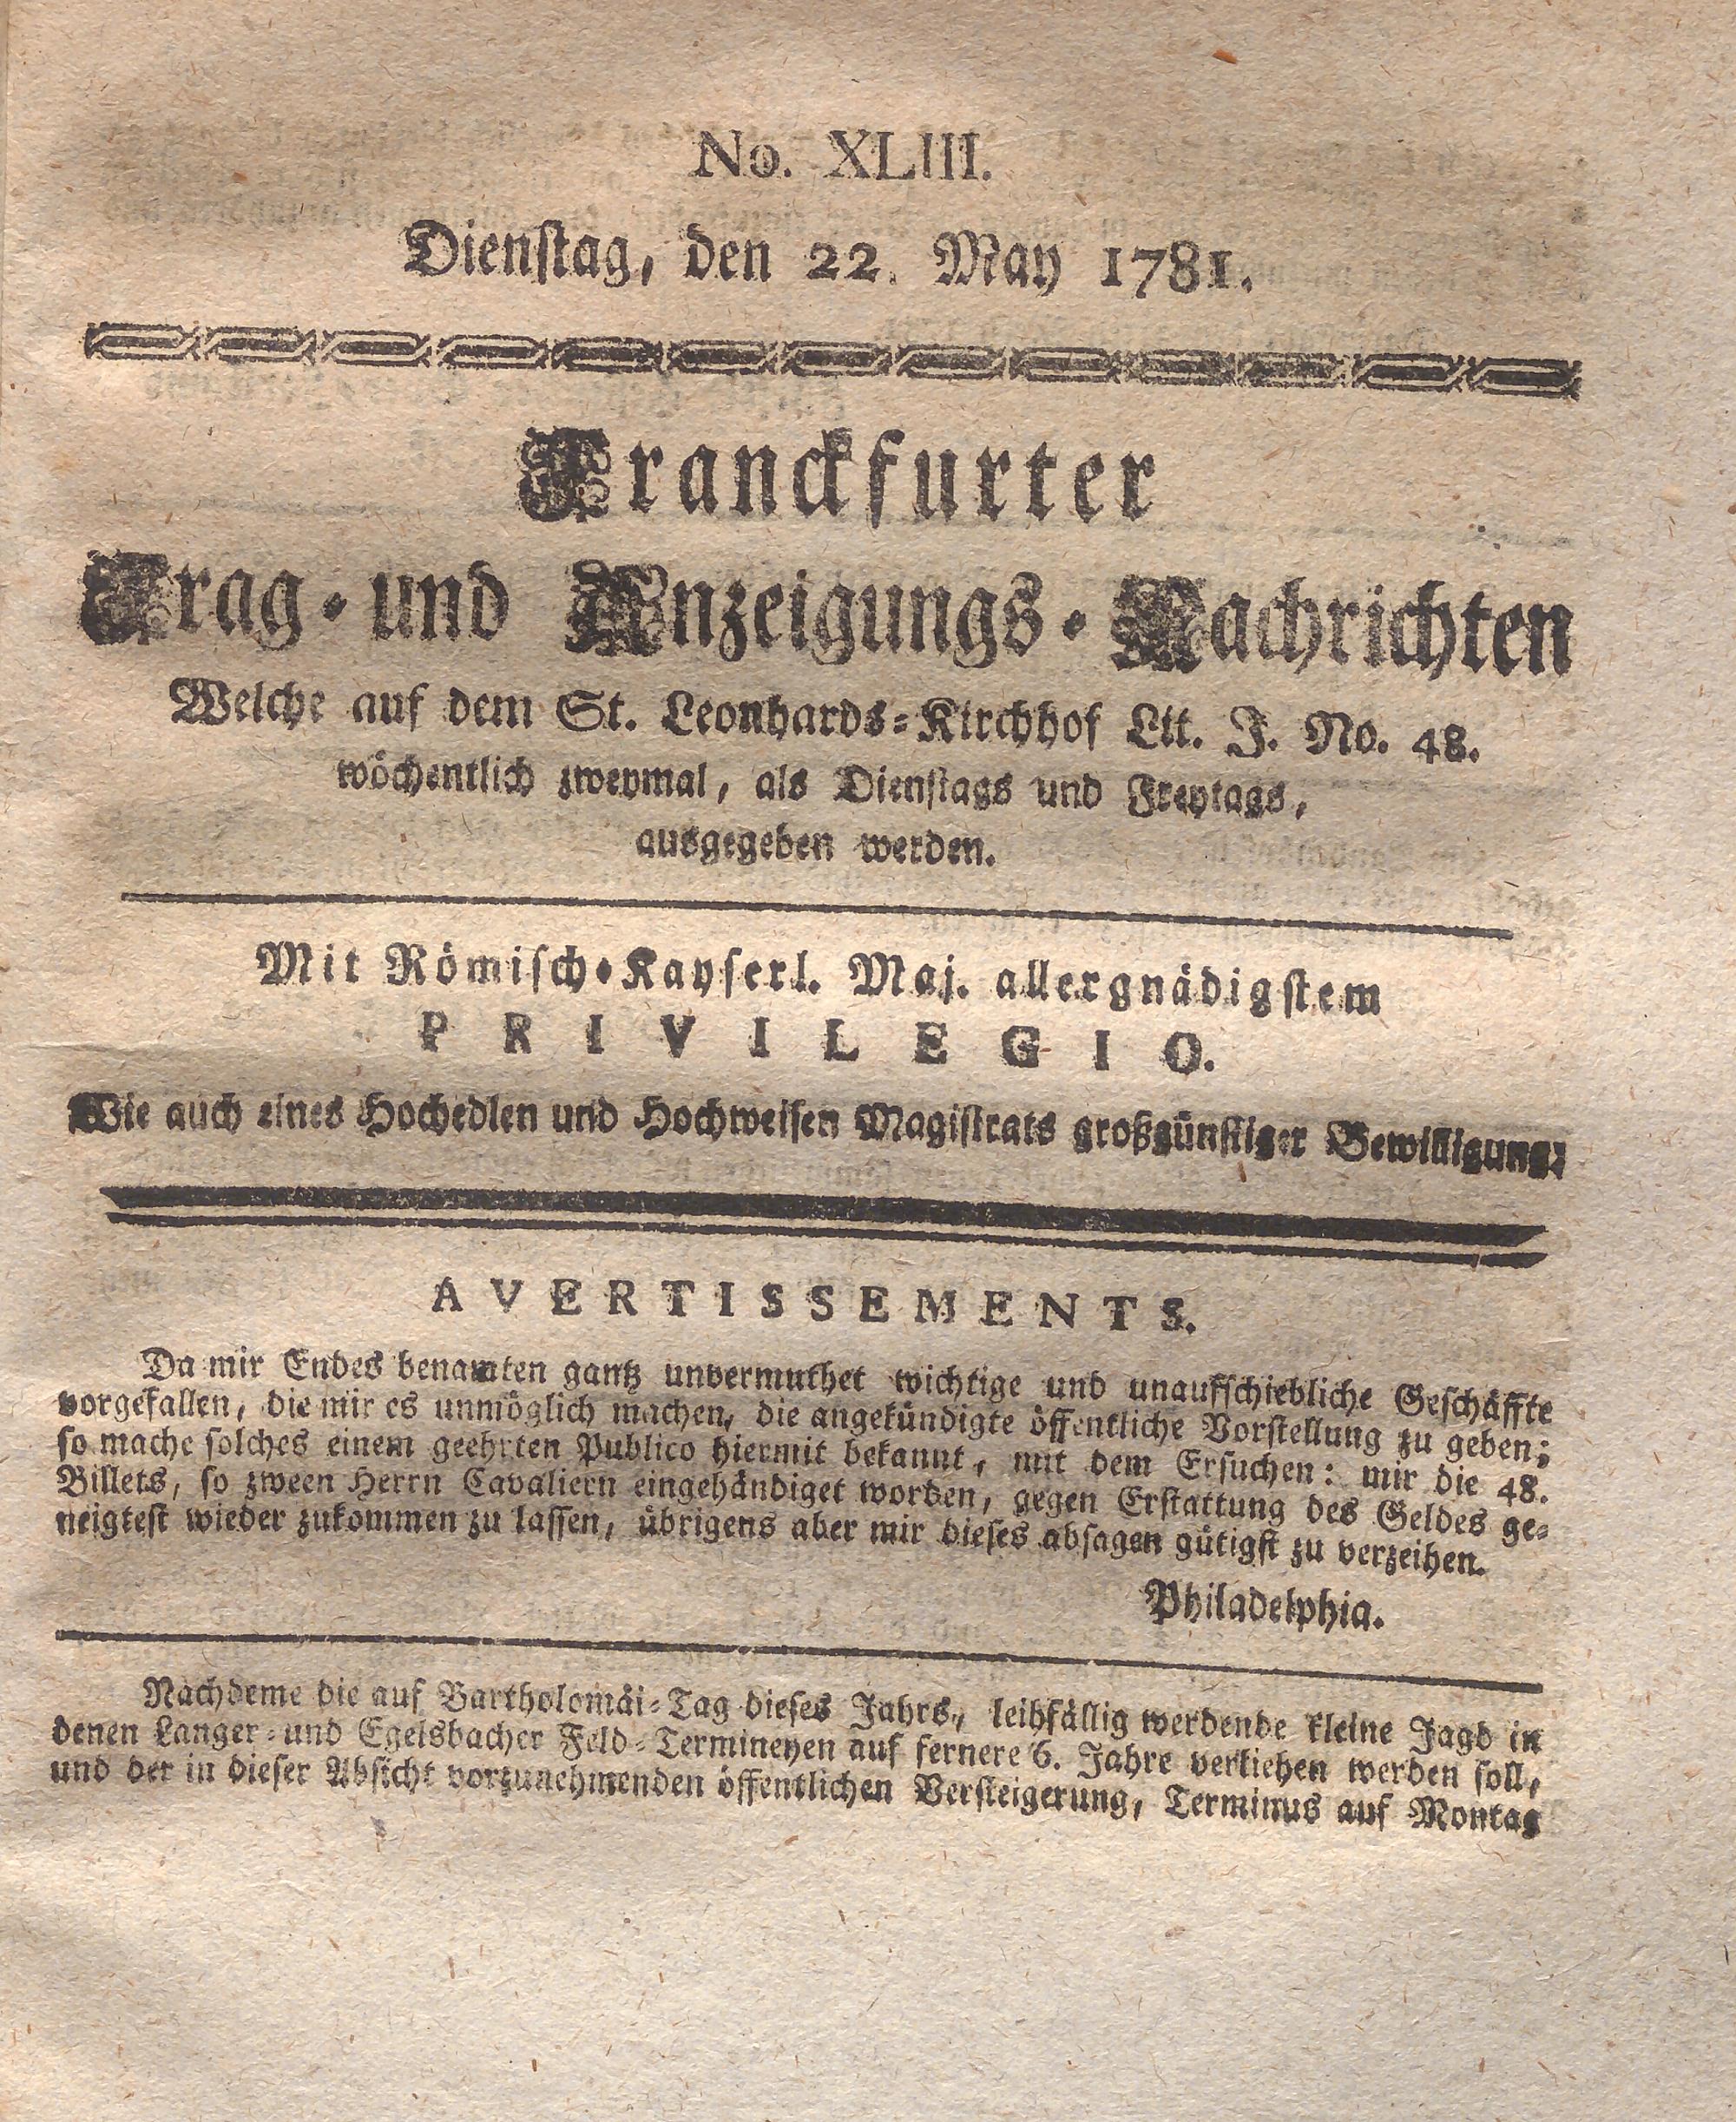 No. XLIII.
Dienstag, den 22. May 1781.
Franckfurter
Frag- und Anzeigungs-Nachrichten
Welche auf dem St. Leonhards-Kirchhof Lit. J. No. 48.
wöchentlich zweymal, als Dienstags und Freytags,
ausgegeben werden.
Mit Römisch-Kayserl. Maj. allergnädigstem
PRIVILEGIO.
Wie auch eines Hochedlen und Hochweisen Magistrats großgünstiger Bewilligung.
AVERTISSEMENTS.
Da mir Endes benamten gantz unvermuthet wichtige und unaufschiebliche Geschäffte
vorgefallen, die mir es unmöglich machen, die angekündigte öffentliche Vorstellung zu geben;
so mache solches einem geehrten Publico hiermit bekannt, mit dem Ersuchen: mir die 48.
Billets, so zween Herrn Cavaliern eingehändiget worden, gegen Erstattung des Geldes ge-
neigtest wieder zukommen zu lassen, übrigens aber mir dieses absagen gütigst zu verzeihen.
Philadelphia.
Nachdeme die auf Bartholomäi-Tag dieses Jahrs, leihfällig werdende kleine Jagd in
denen Langer- und Egelsbacher Feld-Termineyen auf fernere 6. Jahre verliehen werden soll,
und der in dieser Absicht vorzunehmenden öffentlichen Versteigerung, Terminus auf Montag